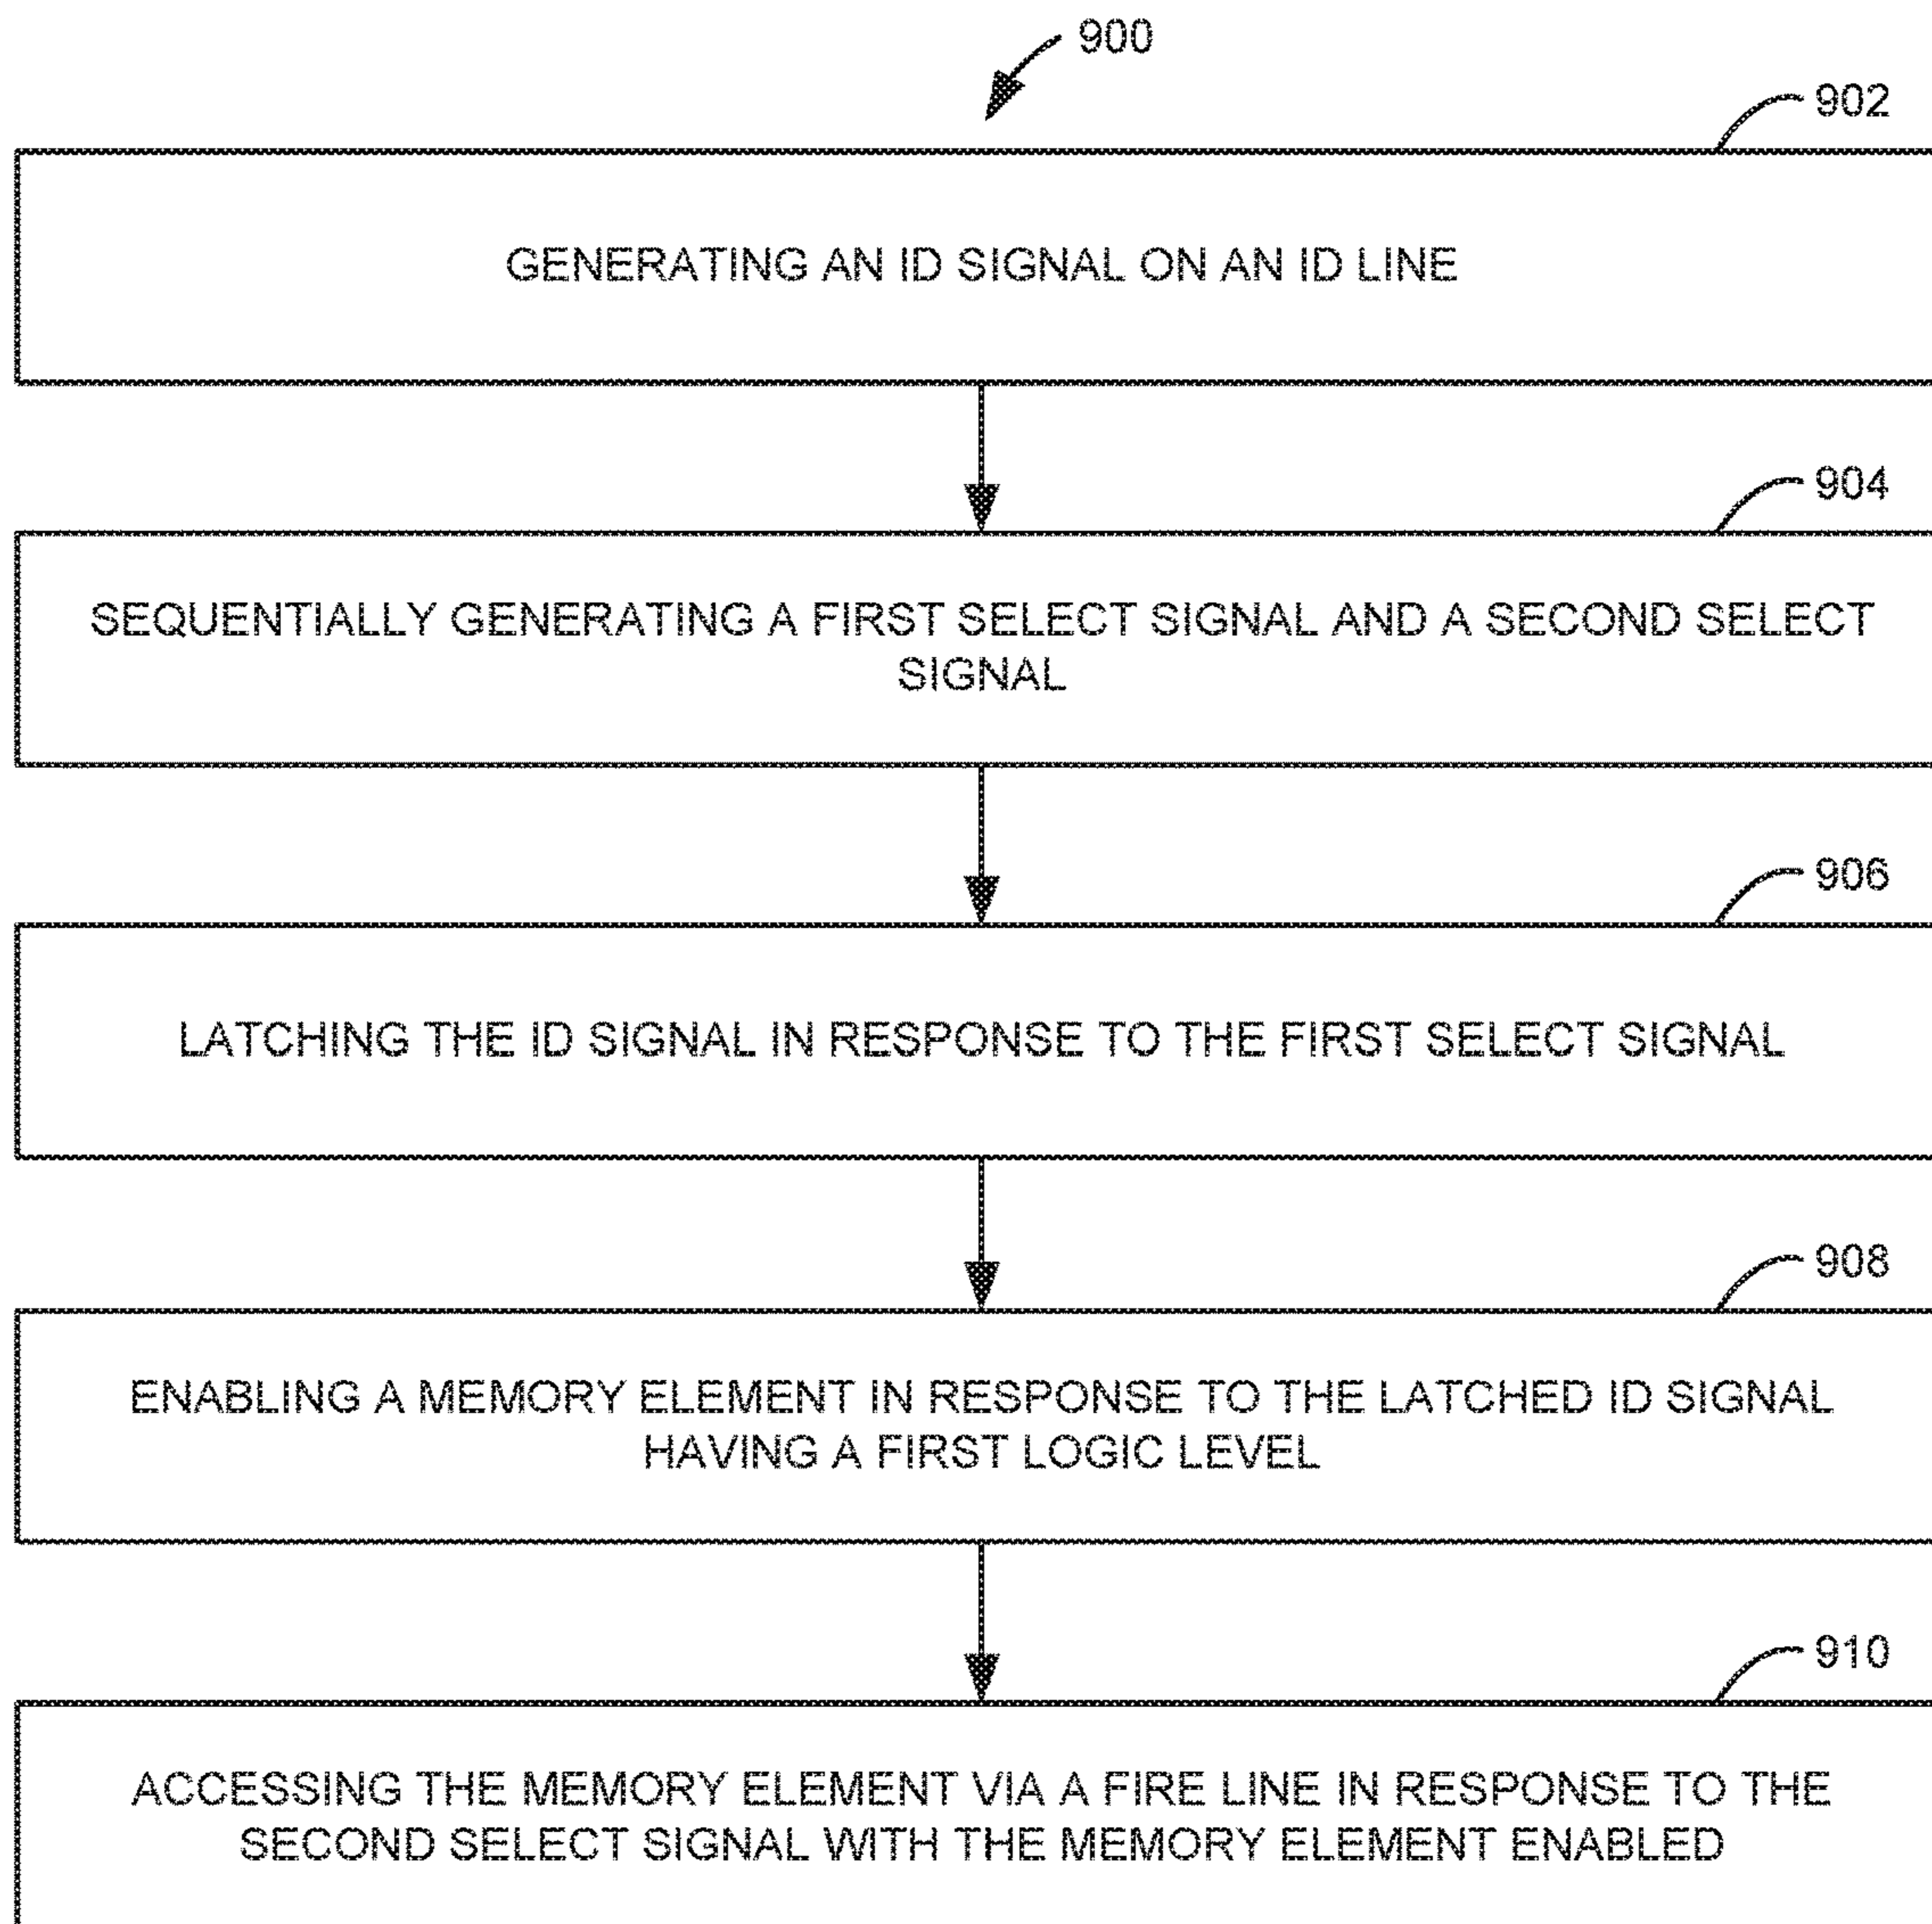 900
902
GENERATING AN ID SIGNAL ON AN ID LINE
904
SEQUENTIALLY GENERATING A FIRST SELECT SIGNAL AND A SECOND SELECT
SIGNAL
906
LATCHING THE ID SIGNAL IN RESPONSE TO THE FIRST SELECT SIGNAL
908
ENABLING A MEMORY ELEMENT IN RESPONSE TO THE LATCHED ID SIGNAL
HAVING A FIRST LOGIC LEVEL
910
ACCESSING THE MEMORY ELEMENT VIA A FIRE LINE IN RESPONSE TO THE
SECOND SELECT SIGNAL WITH THE MEMORY ELEMENT ENABLED